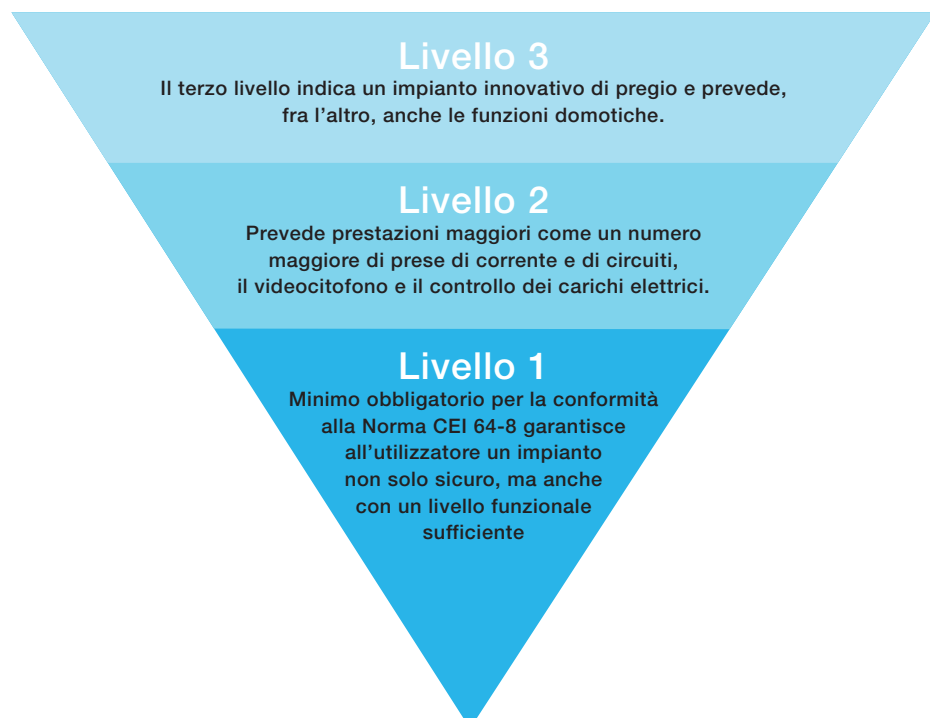 Livello 3
Il terzo livello indica un impianto innovativo di pregio e prevede,
fra l’altro, anche le funzioni domotiche.
Livello 2
Prevede prestazioni maggiori come un numero
maggiore di prese di corrente e di circuiti,
il videocitofono e il controllo dei carichi elettrici.
Livello 1
Minimo obbligatorio per la conformità
alla Norma CEI 64-8 garantisce
all’utilizzatore un impianto
non solo sicuro, ma anche
con un livello funzionale
sufficiente